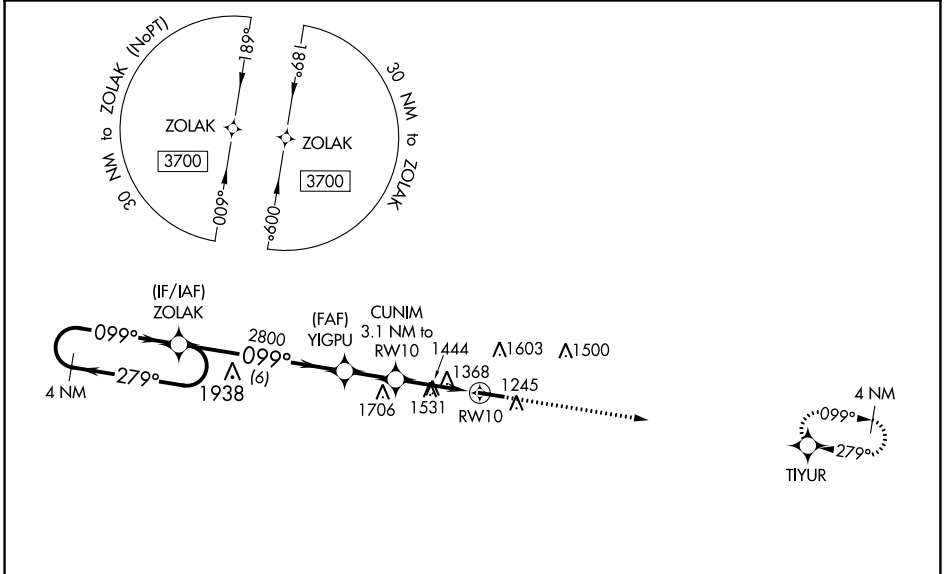 30 NM to ZOLAK (NoPT)
189°
ZOLAK
3700
009°
189°
30 NM to ZOLAK
ZOLAK
3700
009°
(IF/IAF)
ZOLAK
099°
279°
4 NM
2800
099°
(6)
1938
(FAF)
YIGPU
CUNIM
3.1 NM to
RW10
1706
1444
1531
1368
1603
1500
RW10
1245
4 NM
099°
279°
TIYUR